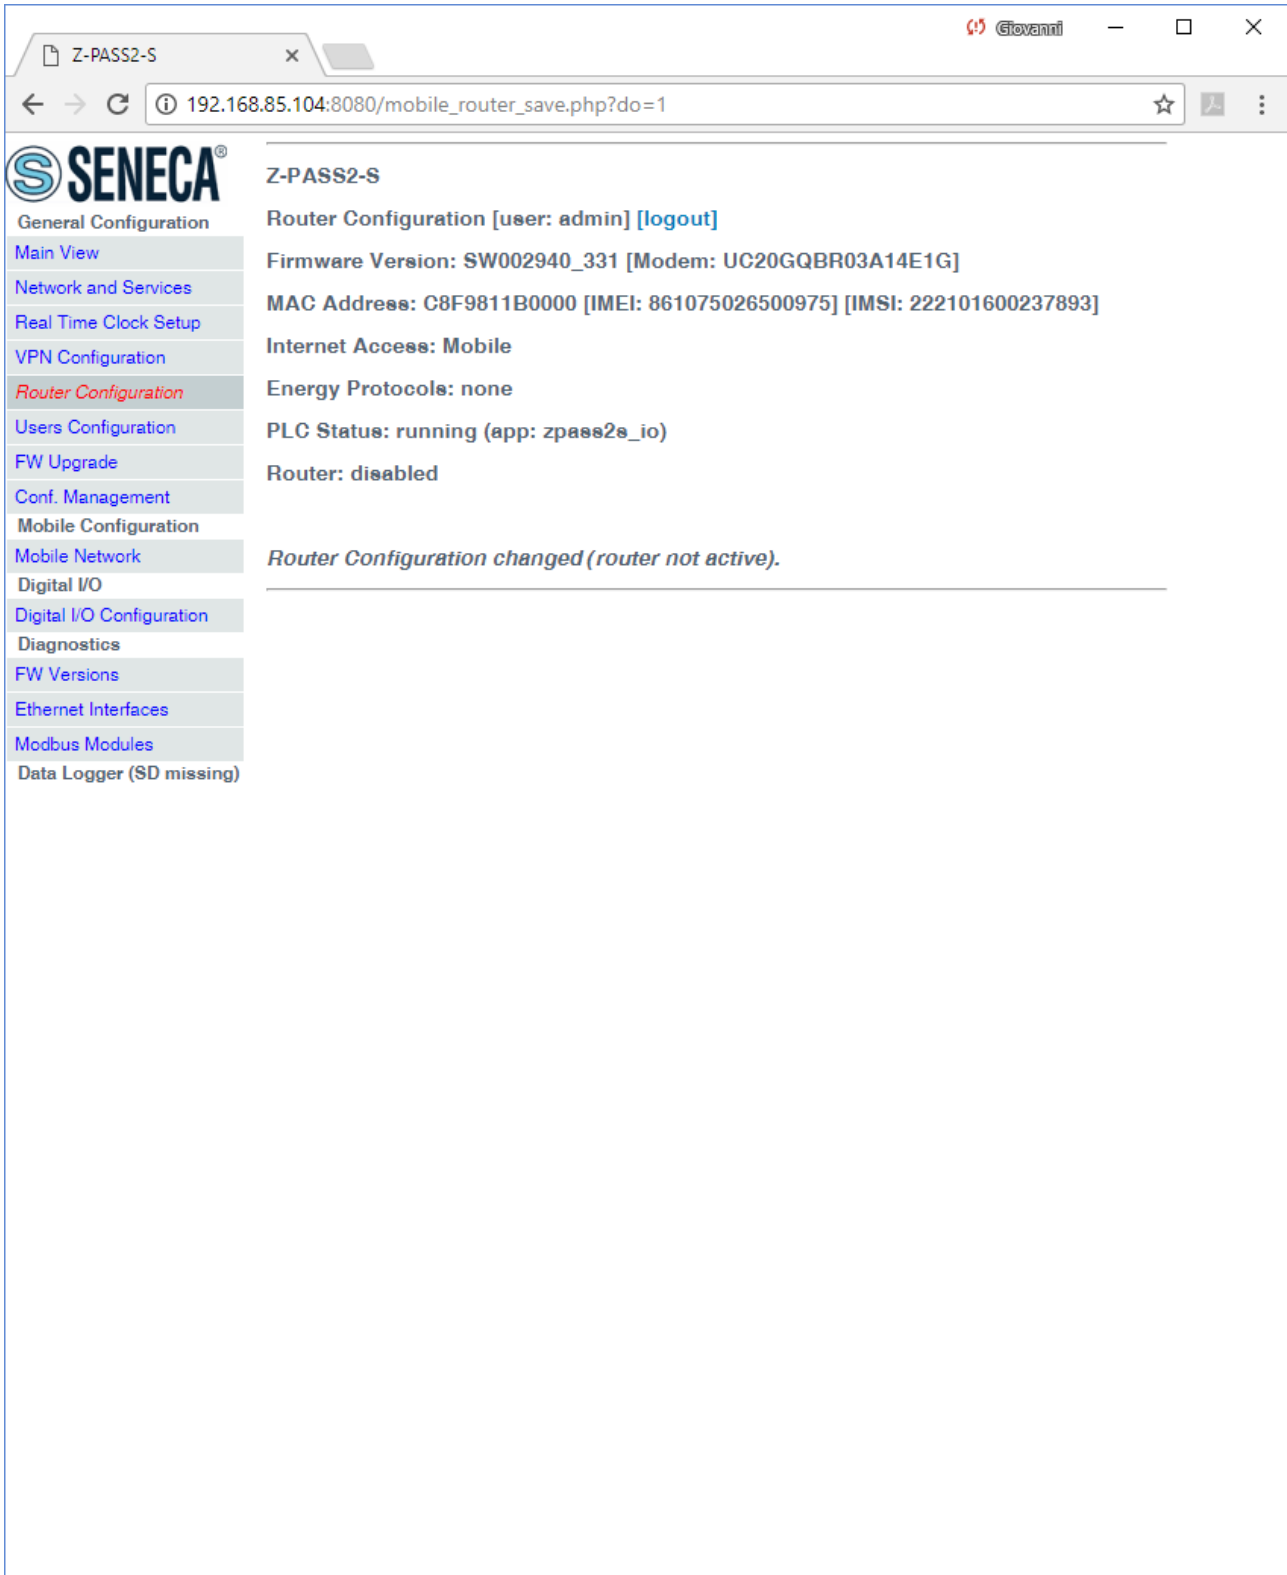 Giovanni
Z-PASS2-S
192.168.85.104:8080/mobile_router_save.php?do=1
SENECA®
General Configuration
Main View
Network and Services
Real Time Clock Setup
VPN Configuration
Router Configuration
Users Configuration
FW Upgrade
Conf. Management
Mobile Configuration
Mobile Network
Digital I/O
Digital I/O Configuration
Diagnostics
FW Versions
Ethernet Interfaces
Modbus Modules
Data Logger (SD missing)
Z-PASS2-S
Router Configuration [user: admin] [logout]
Firmware Version: SW002940_331 [Modem: UC20GQBR03A14E1G]
MAC Address: C8F9811B0000 [IMEI: 861075026500975] [IMSI: 222101600237893]
Internet Access: Mobile
Energy Protocols: none
PLC Status: running (app: zpass2s_io)
Router: disabled
Router Configuration changed (router not active).